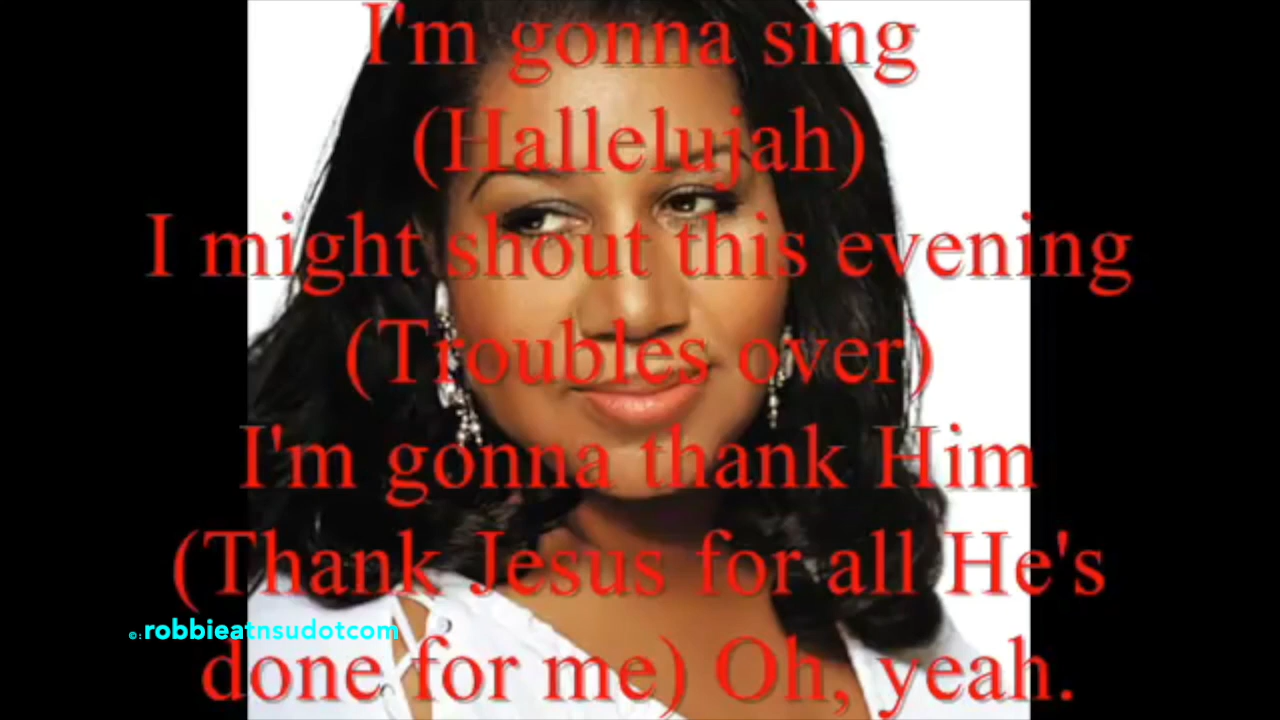 I'm gonna sing
(Hallelujah)
I might shout this evening
(Troubles over)
I'm gonna thank Him
(Thank Jesus for all He's
©: robbieatnsudotcom
done for me) Oh, yeah.